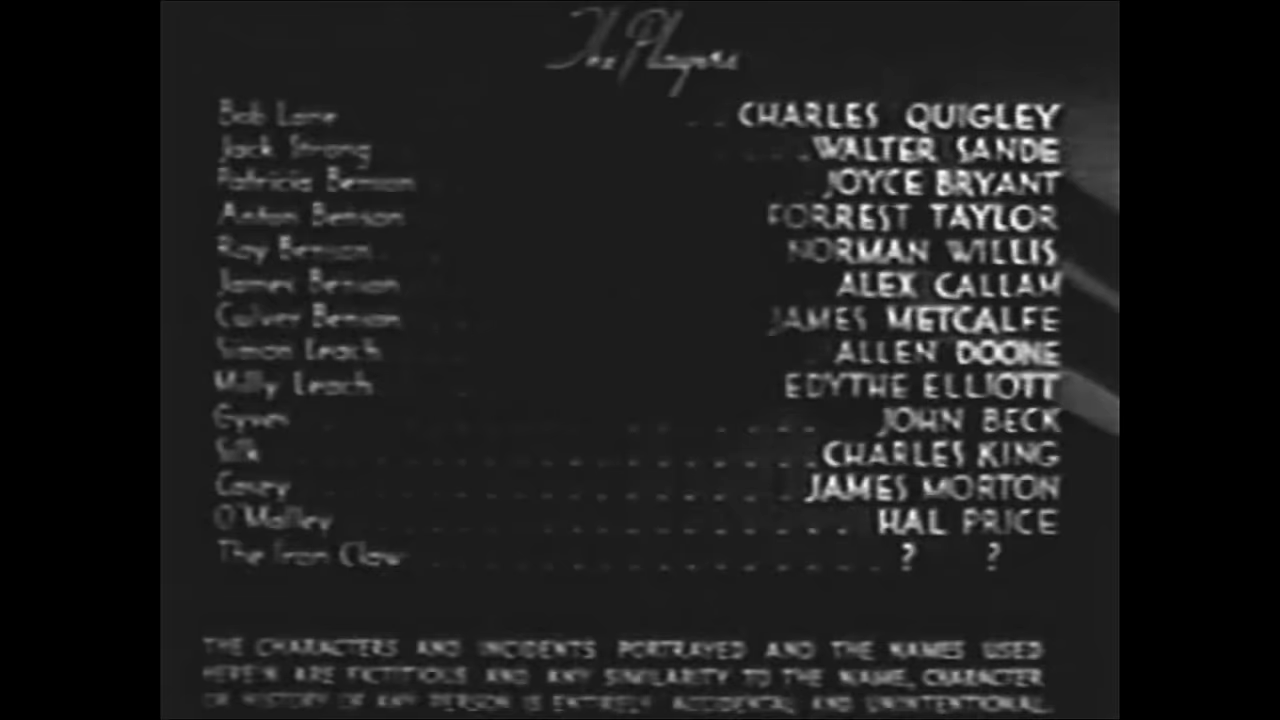 The Players
Bob Lane . . CHARLES QUIGLEY
Jack Strong . . . . WALTER SANDE
Patricia Benson JOYCE BRYANT
Anton Benson FORREST TAYLOR
Roy Benson NORMAN WILLIS
James Benson ALEX CALLAM
Culver Benson JAMES METCALFE
Simon Leach ALLEN DOONE
Milly Leach EDYTHE ELLIOTT
Gyves . . . . . . JOHN BECK
Silk . . . . . . . . . . . . CHARLES KING
Casey . . . . . . . . . . . . JAMES MORTON
O'Malley . . . . . . . . . . . . HAL PRICE
The Iron Claw . . . . . . . . . . . . ? ?
THE CHARACTERS AND INCIDENTS PORTRAYED AND THE NAMES USED
HEREIN ARE FICTITIOUS AND ANY SIMILARITY TO THE NAME, CHARACTER
OR HISTORY OF ANY PERSON IS ENTIRELY ACCIDENTAL AND UNINTENTIONAL.